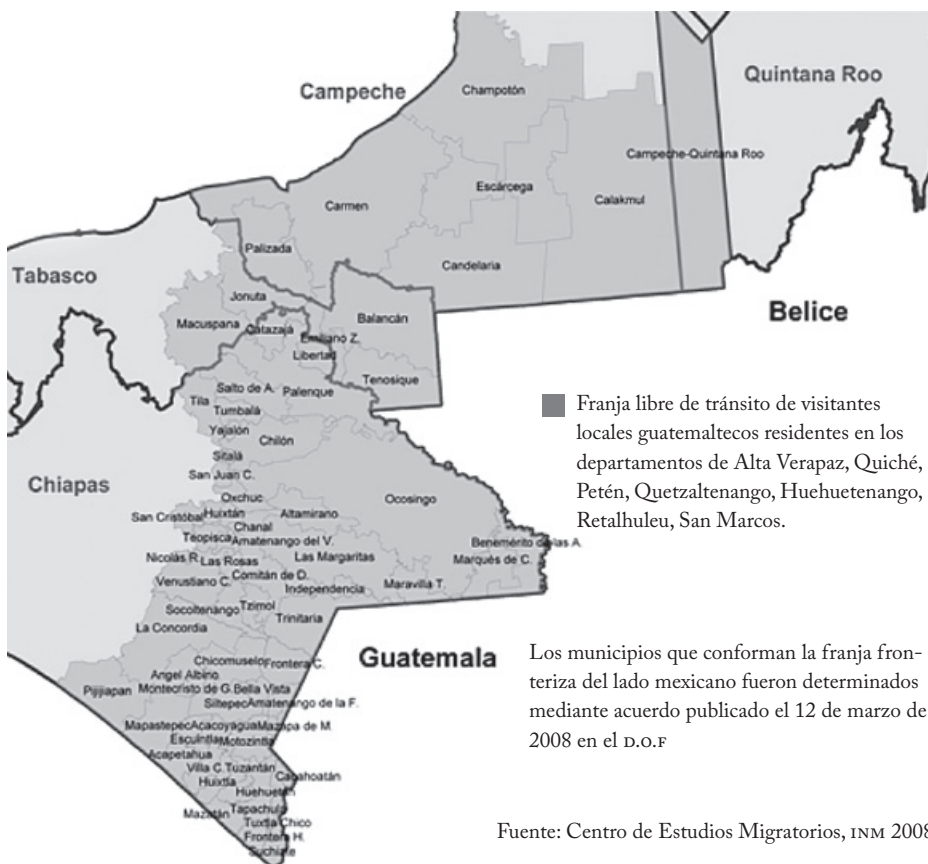 Campeche
Champotón
Quintana Roo
Campeche-Quintana Roo
Escárcega
Calakmul
Carmen
Palizada
Candelaria
Tabasco
Jonuta
Belice
Macuspana
Catazajá
Balancán
Emiliano Z.
Libertad
Tenosique
Salto de A.
Palenque
Tila
Tumbalá
Yajalón
Chilón
Sitalá
San Juan C.
Chiapas
Ocosingo
Oxchuc
San Cristóbal
Huixtán
Altamirano
Chanal
Teopisca
Amatenango del V.
Benemérito de las A.
Nicolás R.
Las Rosas
Las Margaritas
Marqués de C.
Comitán de D.
Venustiano C.
Independencia
Maravilla T.
Socoltenango
Tzimol
Trinitaria
La Concordia
Guatemala
Chicomuselo
Frontera C.
Angel Albino
Pijijiapan
Montecristo de G.
Bella Vista
Siltepec
Amatenango de la F.
Mapastepec
Acacoyagua
Mazapa de M.
Escuintla
Motozintla
Acapetahua
Villa C.
Tuzantán
Cacahoatán
Huixtla
Huehuetán
Mazatán
Tapachula
Tuxtla Chico
Frontera H.
Suchiate
Franja libre de tránsito de visitantes
locales guatemaltecos residentes en los
departamentos de Alta Verapaz, Quiché,
Petén, Quetzaltenango, Huehuetenango,
Retalhuleu, San Marcos.
Los municipios que conforman la franja fron-
teriza del lado mexicano fueron determinados
mediante acuerdo publicado el 12 de marzo de
2008 en el D.O.F
Fuente: Centro de Estudios Migratorios, INM 2008